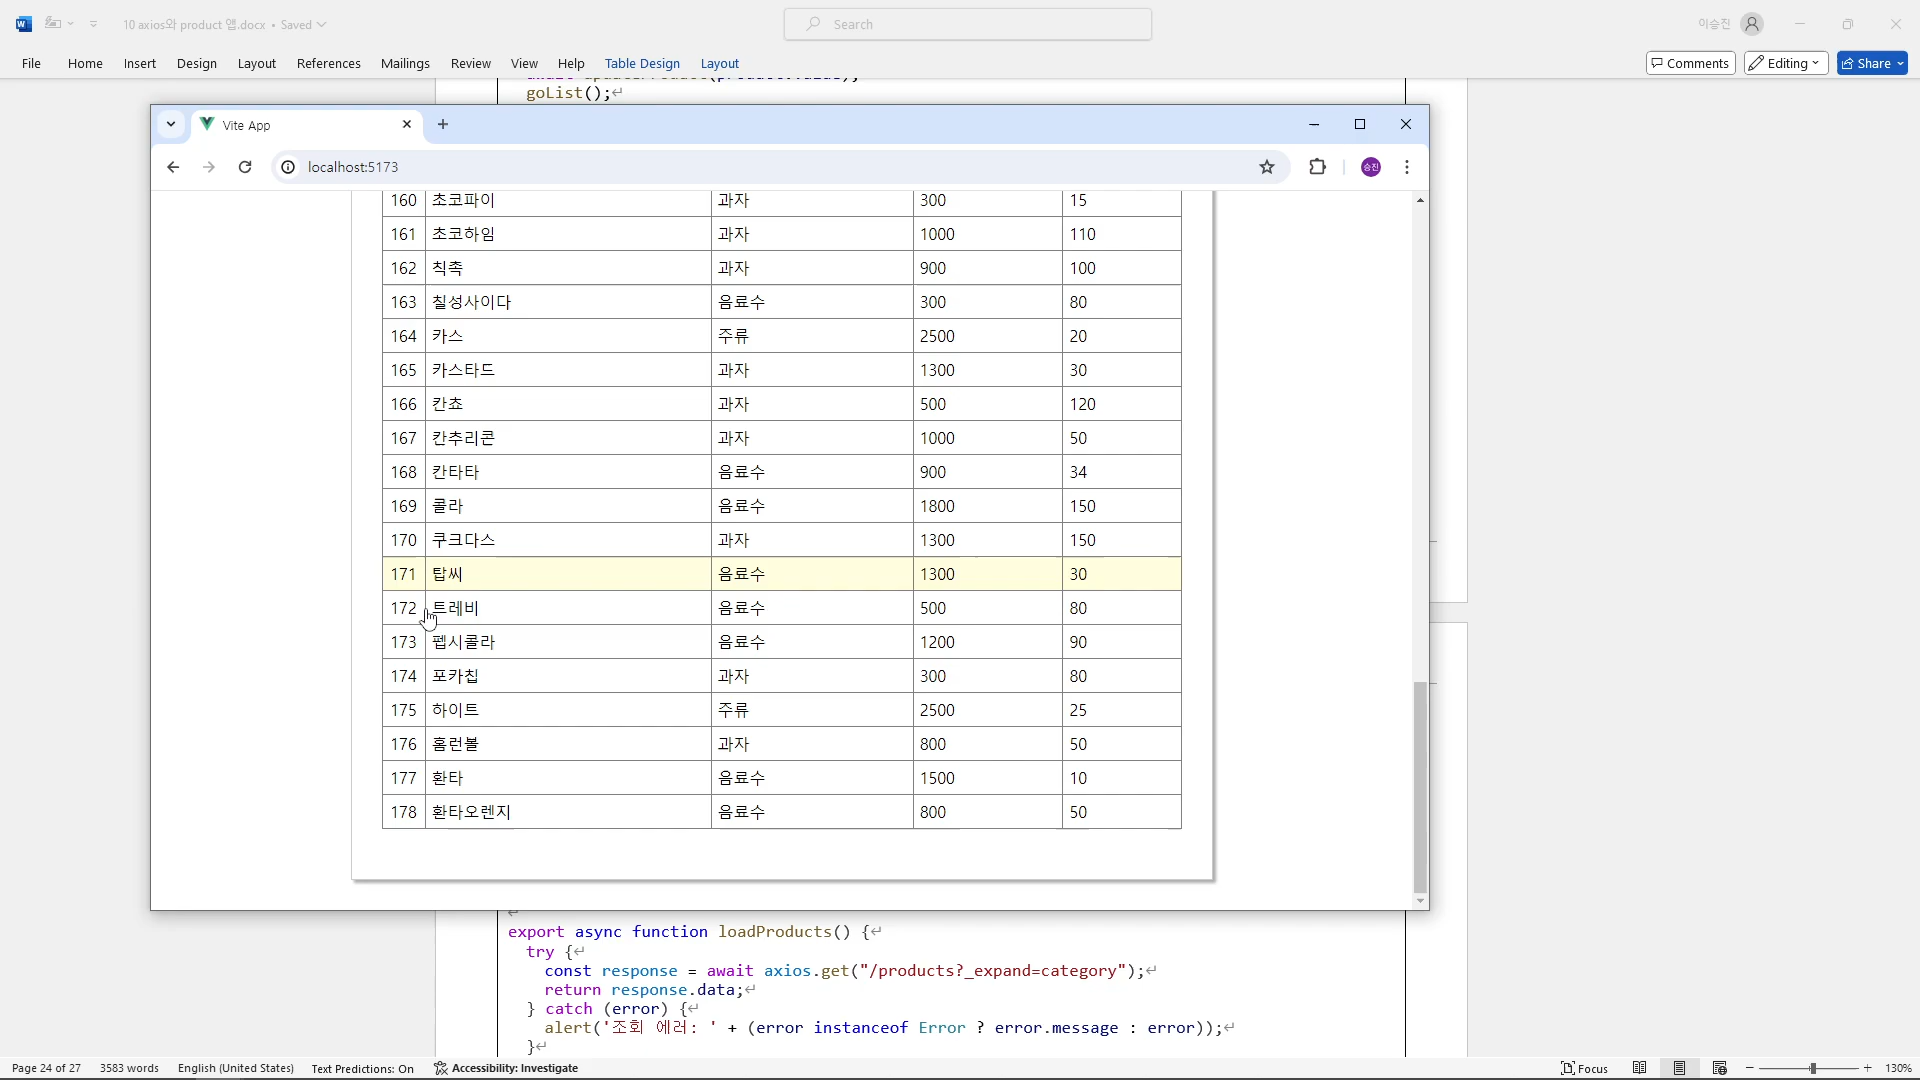 10 axios와 product 앱.docx • Saved
Search
이승진
File Home Insert Design Layout References Mailings Review View Help Table Design Layout
Comments Editing Share
goList();↵
Vite App
localhost:5173
승진
160 초코파이 과자 300 15
161 초코하임 과자 1000 110
162 칙촉 과자 900 100
163 칠성사이다 음료수 300 80
164 카스 주류 2500 20
165 카스타드 과자 1300 30
166 칸쵸 과자 500 120
167 칸추리콘 과자 1000 50
168 칸타타 음료수 900 34
169 콜라 음료수 1800 150
170 쿠크다스 과자 1300 150
171 탑씨 음료수 1300 30
172 트레비 음료수 500 80
173 펩시콜라 음료수 1200 90
174 포카칩 과자 300 80
175 하이트 주류 2500 25
176 홈런볼 과자 800 50
177 환타 음료수 1500 10
178 환타오렌지 음료수 800 50
export async function loadProducts() {↵
try {↵
const response = await axios.get("/products?_expand=category");↵
return response.data;↵
} catch (error) {↵
alert('조회 에러: ' + (error instanceof Error ? error.message : error));↵
}↵
Page 24 of 27 3583 words English (United States) Text Predictions: On Accessibility: Investigate Focus 130%